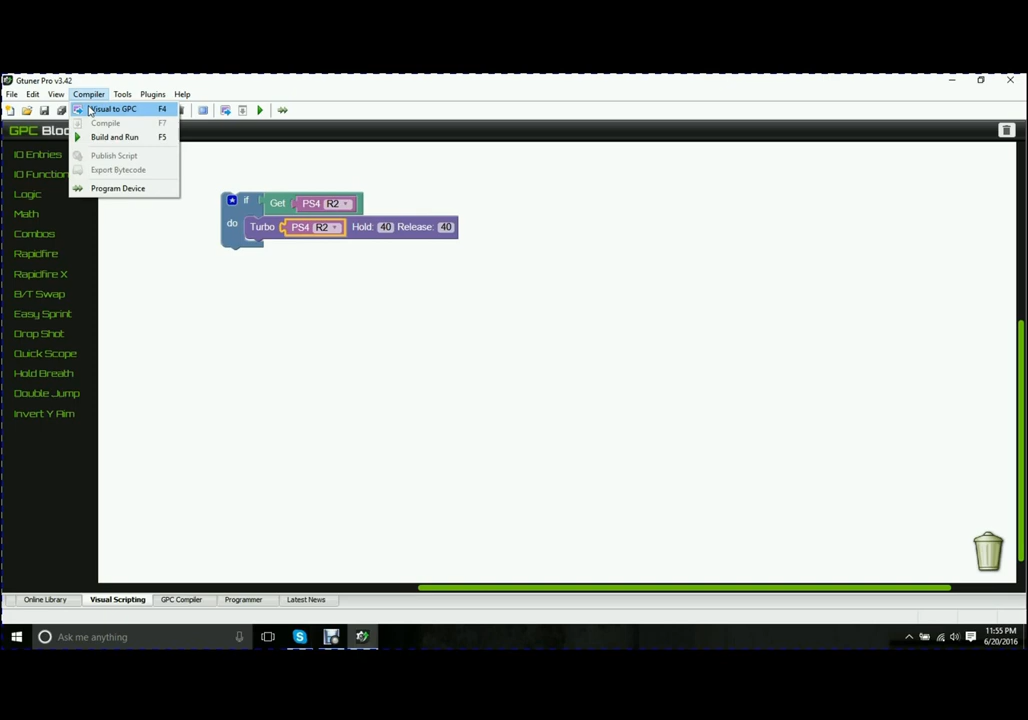 Gtuner Pro v3.42
File Edit View Compiler Tools Plugins Help
Visual to GPC F4
Compile F7
Build and Run F5
Publish Script
Export Bytecode
Program Device
GPC
IO Entries
Logic
Math
Combos
Rapidfire
Rapidfire X
B/T Swap
Easy Sprint
Drop Shot
Quick Scope
Hold Breath
Double Jump
Invert Y Aim
if Get PS4 R2
do Turbo PS4 R2 Hold: 40 Release: 40
Online Library Visual Scripting GPC Compiler Programmer Latest News
Ask me anything
11:55 PM
6/20/2016